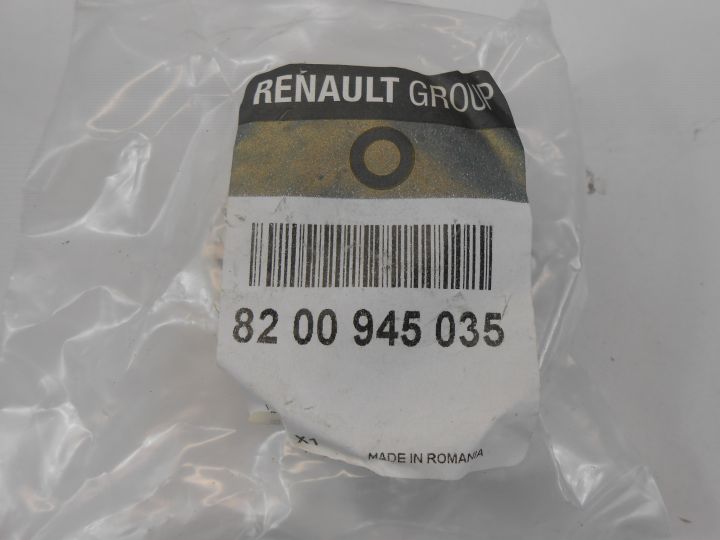 RENAULT GROUP
82 00 945 035
X1
MADE IN ROMANIA